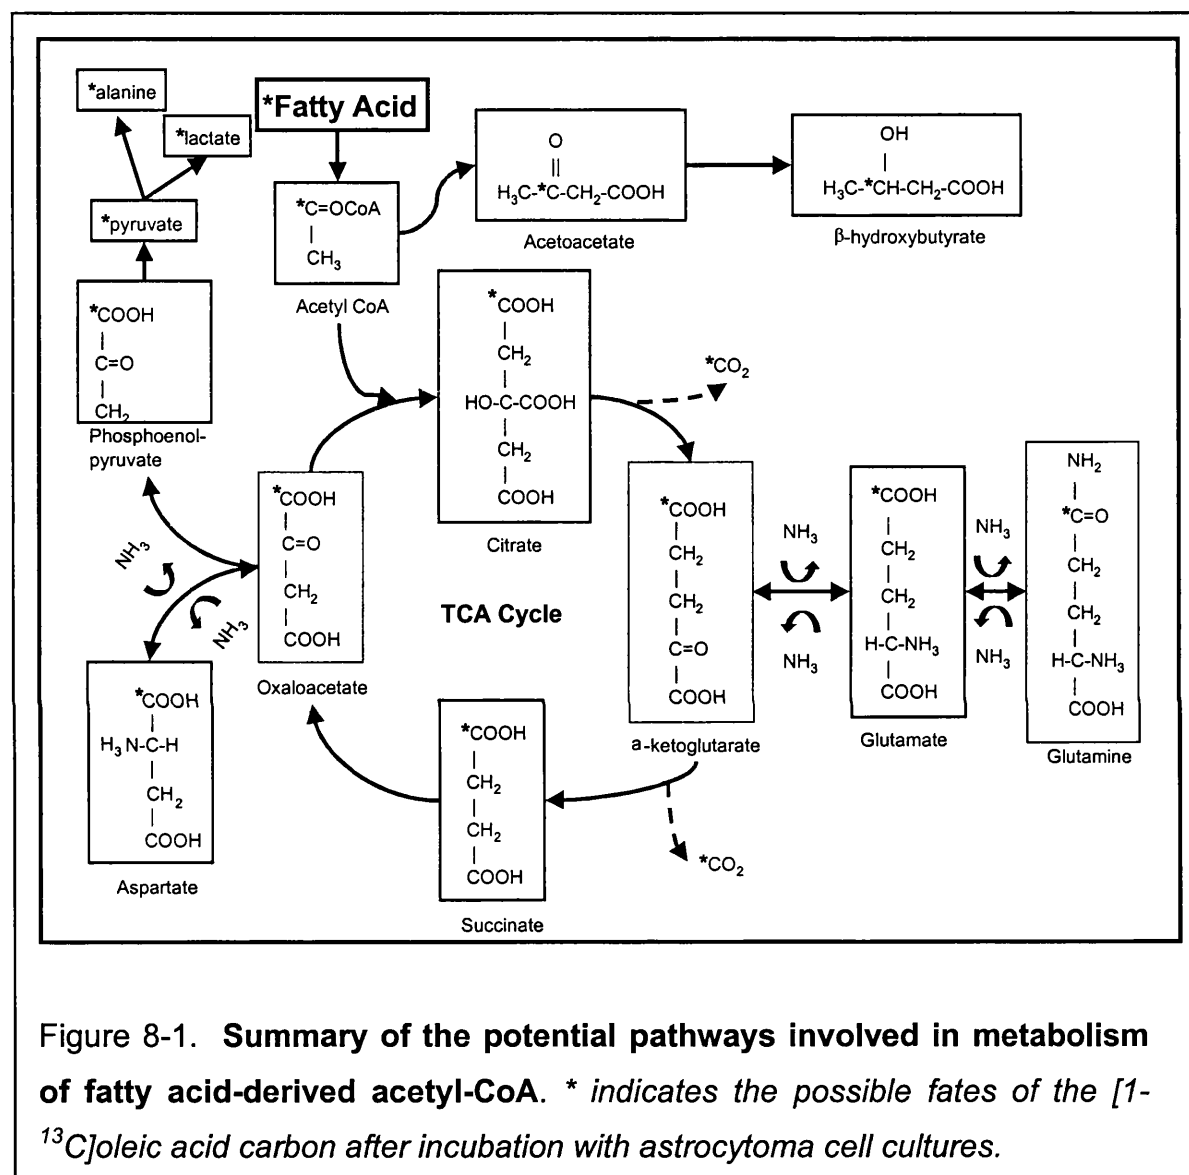 *alanine
*lactate
*Fatty Acid
*pyruvate
*C=OCoA
CH₃
Acetyl CoA
O
||
H₃C-*C-CH₂-COOH
Acetoacetate
OH
H₃C-*CH-CH₂-COOH
β-hydroxybutyrate
*COOH
C=O
CH₂
Phosphoenol-
pyruvate
*COOH
CH₂
HO-C-COOH
CH₂
COOH
Citrate
*CO₂
*COOH
C=O
CH₂
COOH
Oxaloacetate
TCA Cycle
*COOH
CH₂
CH₂
C=O
COOH
a-ketoglutarate
NH₃
NH₃
*COOH
CH₂
CH₂
H-C-NH₃
COOH
Glutamate
NH₃
NH₃
NH₂
*C=O
CH₂
CH₂
H-C-NH₃
COOH
Glutamine
NH₃
NH₃
*COOH
H₃N-C-H
CH₂
COOH
Aspartate
*COOH
CH₂
CH₂
COOH
Succinate
*CO₂
Figure 8-1. Summary of the potential pathways involved in metabolism
of fatty acid-derived acetyl-CoA. * indicates the possible fates of the [1-
¹³C]oleic acid carbon after incubation with astrocytoma cell cultures.